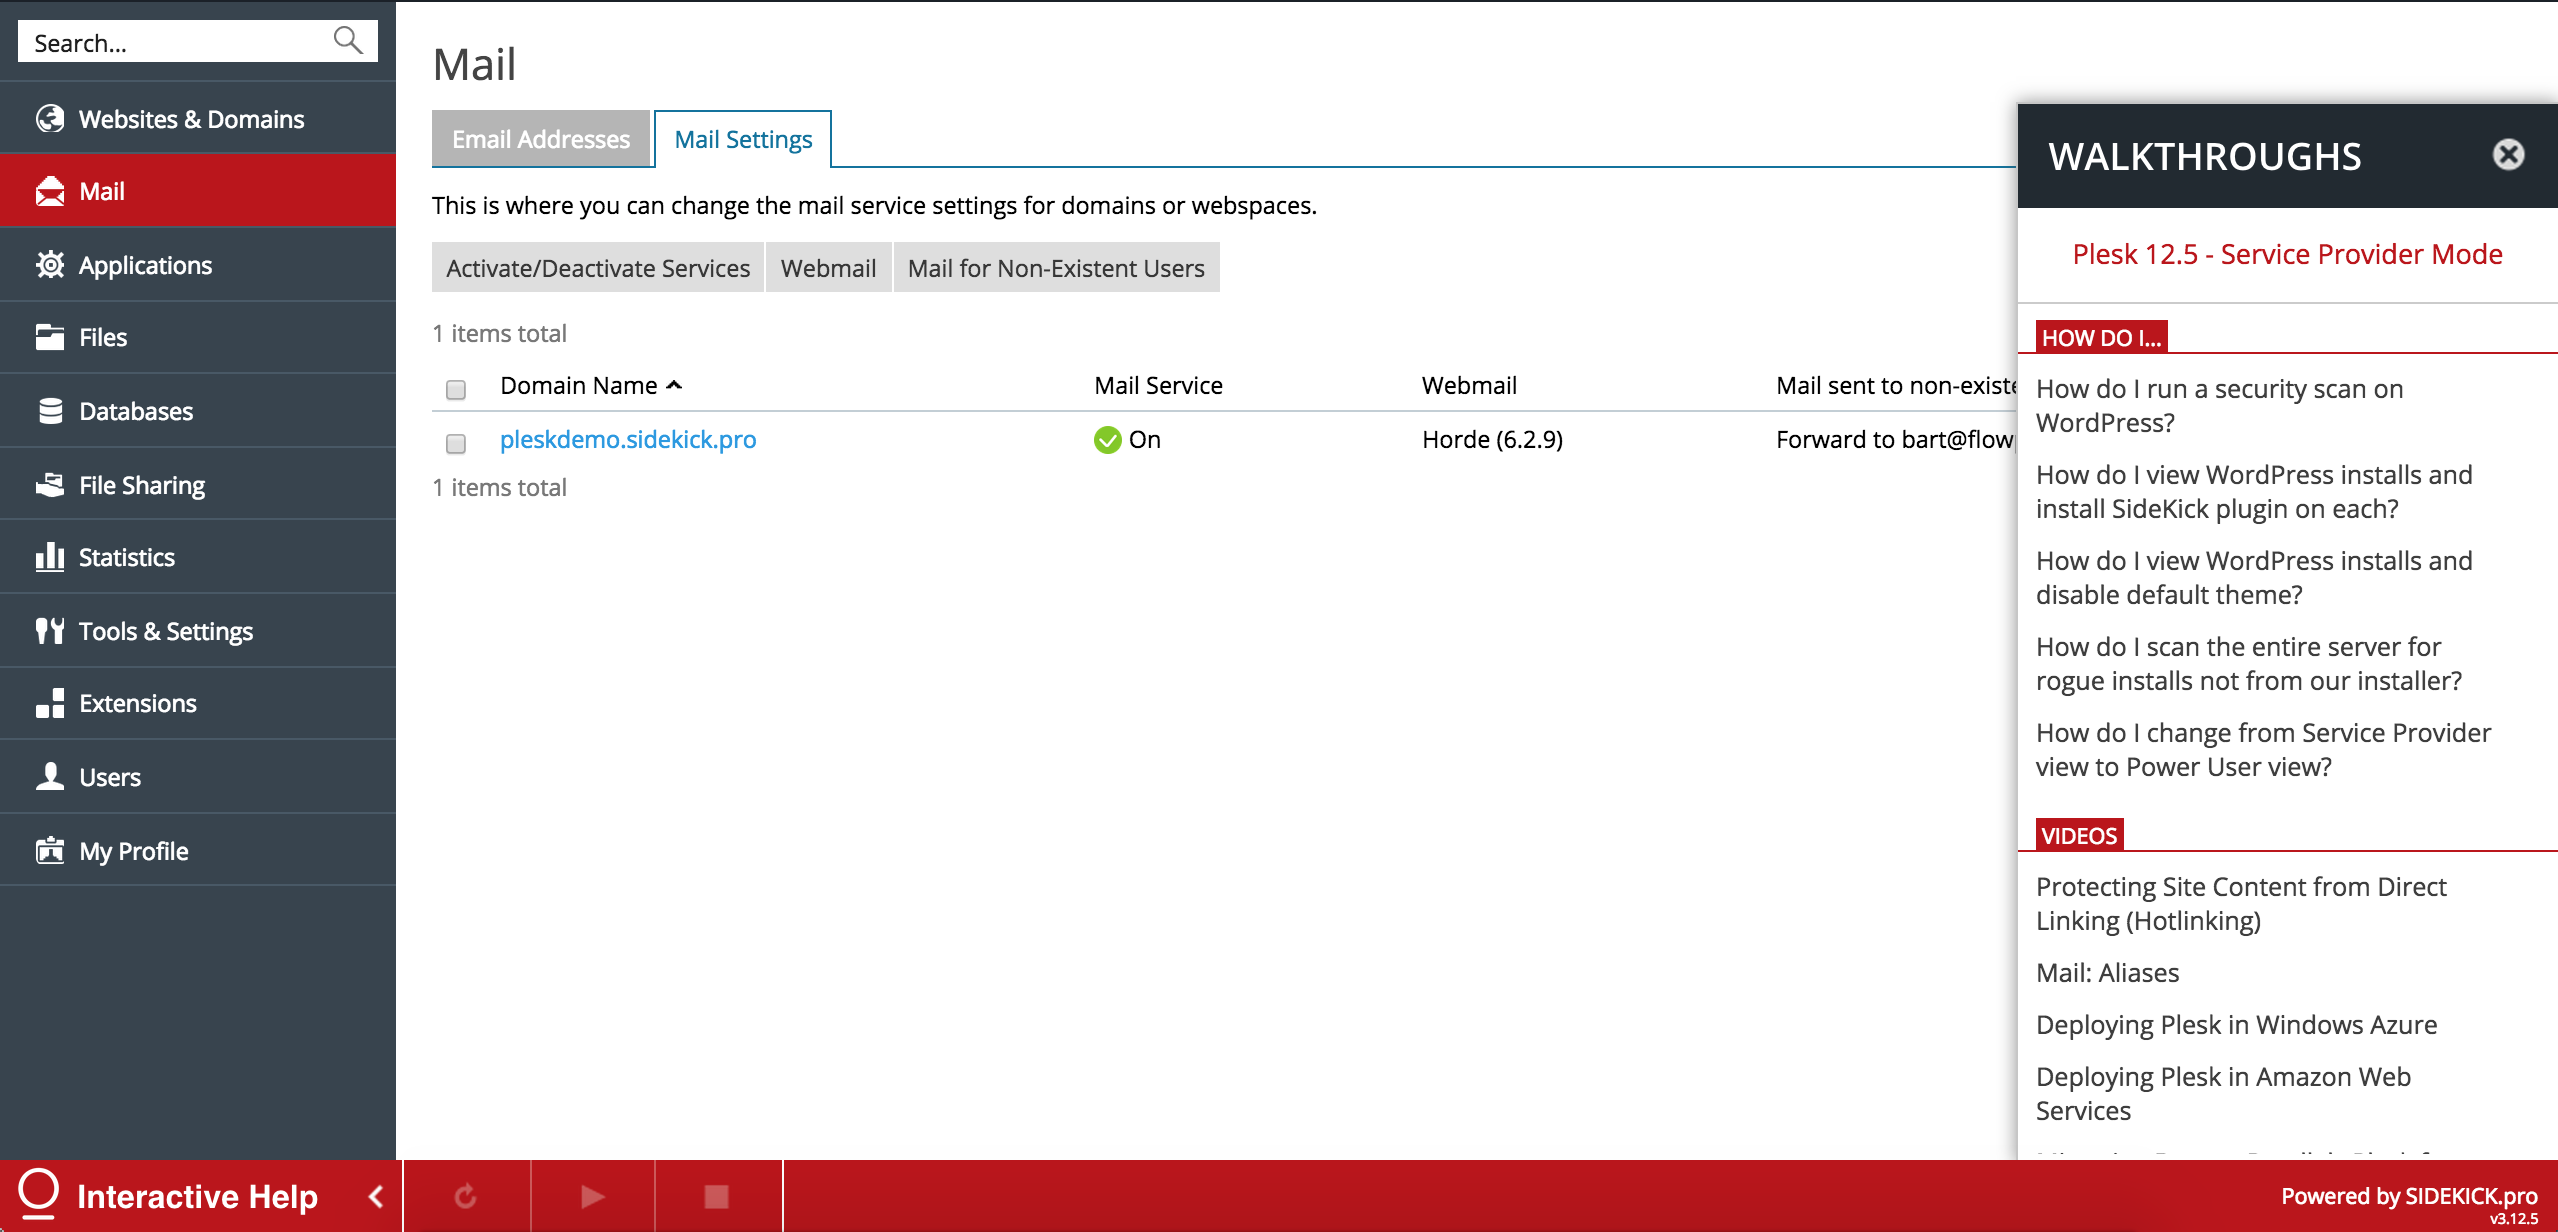 Search...
Websites & Domains
Mail
Applications
Files
Databases
File Sharing
Statistics
Tools & Settings
Extensions
Users
My Profile
Mail
Email Addresses
Mail Settings
This is where you can change the mail service settings for domains or webspaces.
Activate/Deactivate Services
Webmail
Mail for Non-Existent Users
1 items total
Domain Name
Mail Service
Webmail
Mail sent to
pleskdemo.sidekick.pro
On
Horde (6.2.9)
Forward to
1 items total
WALKTHROUGHS
Plesk 12.5 - Service Provider Mode
HOW DO I...
How do I run a security scan on
WordPress?
How do I view WordPress installs and
install SideKick plugin on each?
How do I view WordPress installs and
disable default theme?
How do I scan the entire server for
rogue installs not from our installer?
How do I change from Service Provider
view to Power User view?
VIDEOS
Protecting Site Content from Direct
Linking (Hotlinking)
Mail: Aliases
Deploying Plesk in Windows Azure
Deploying Plesk in Amazon Web
Services
Interactive Help
Powered by SIDEKICK.pro
v3.12.5